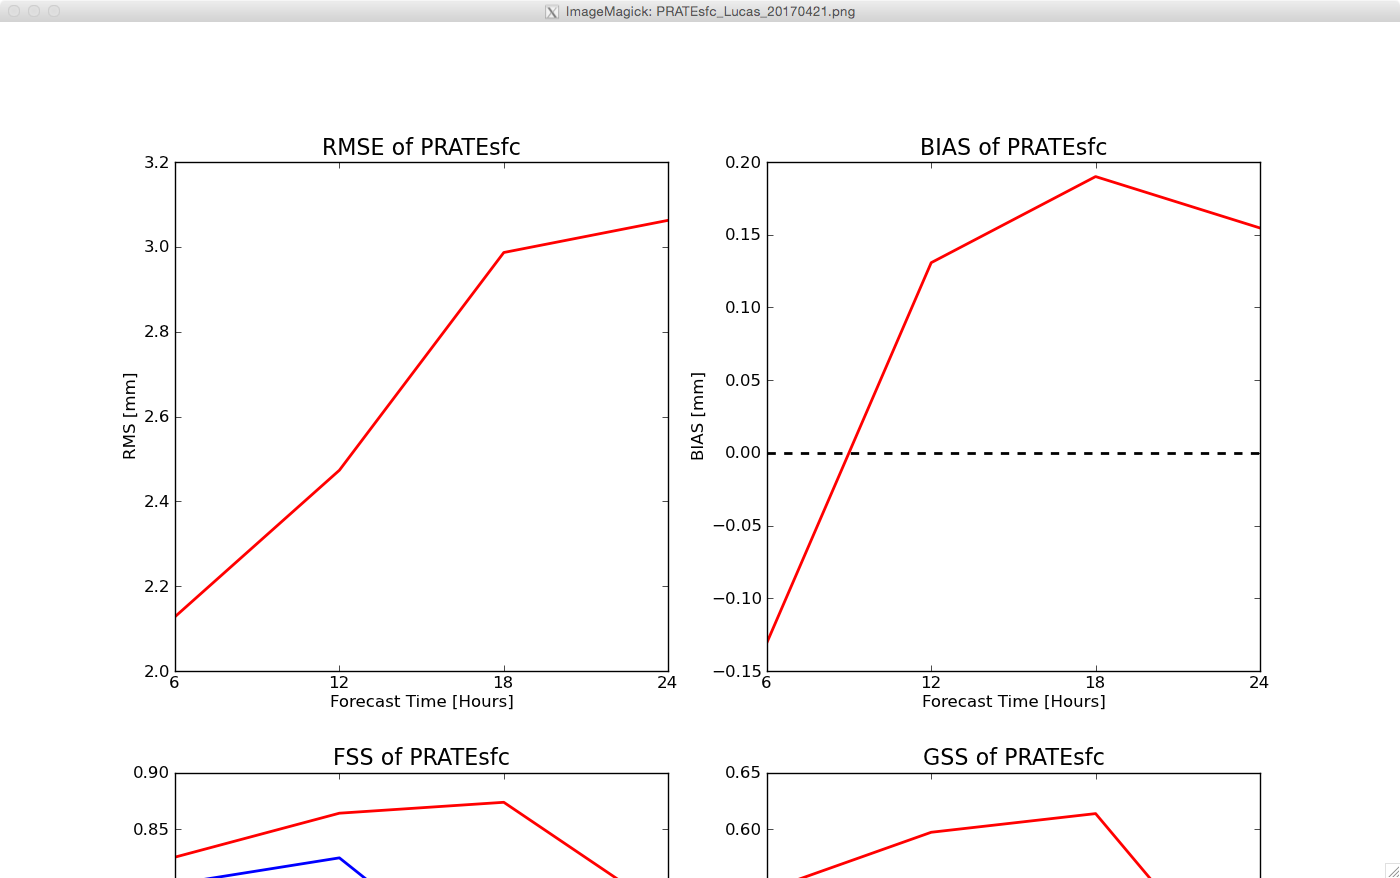 ImageMagick: PRATEsfc_Lucas_20170421.png
RMSE of PRATEsfc
3.2
3.0
2.8
2.6
2.4
2.2
2.0
RMS [mm]
6 12 18 24
Forecast Time [Hours]
BIAS of PRATEsfc
0.20
0.15
0.10
0.05
0.00
−0.05
−0.10
−0.15
BIAS [mm]
6 12 18 24
Forecast Time [Hours]
FSS of PRATEsfc
0.90
0.85
GSS of PRATEsfc
0.65
0.60